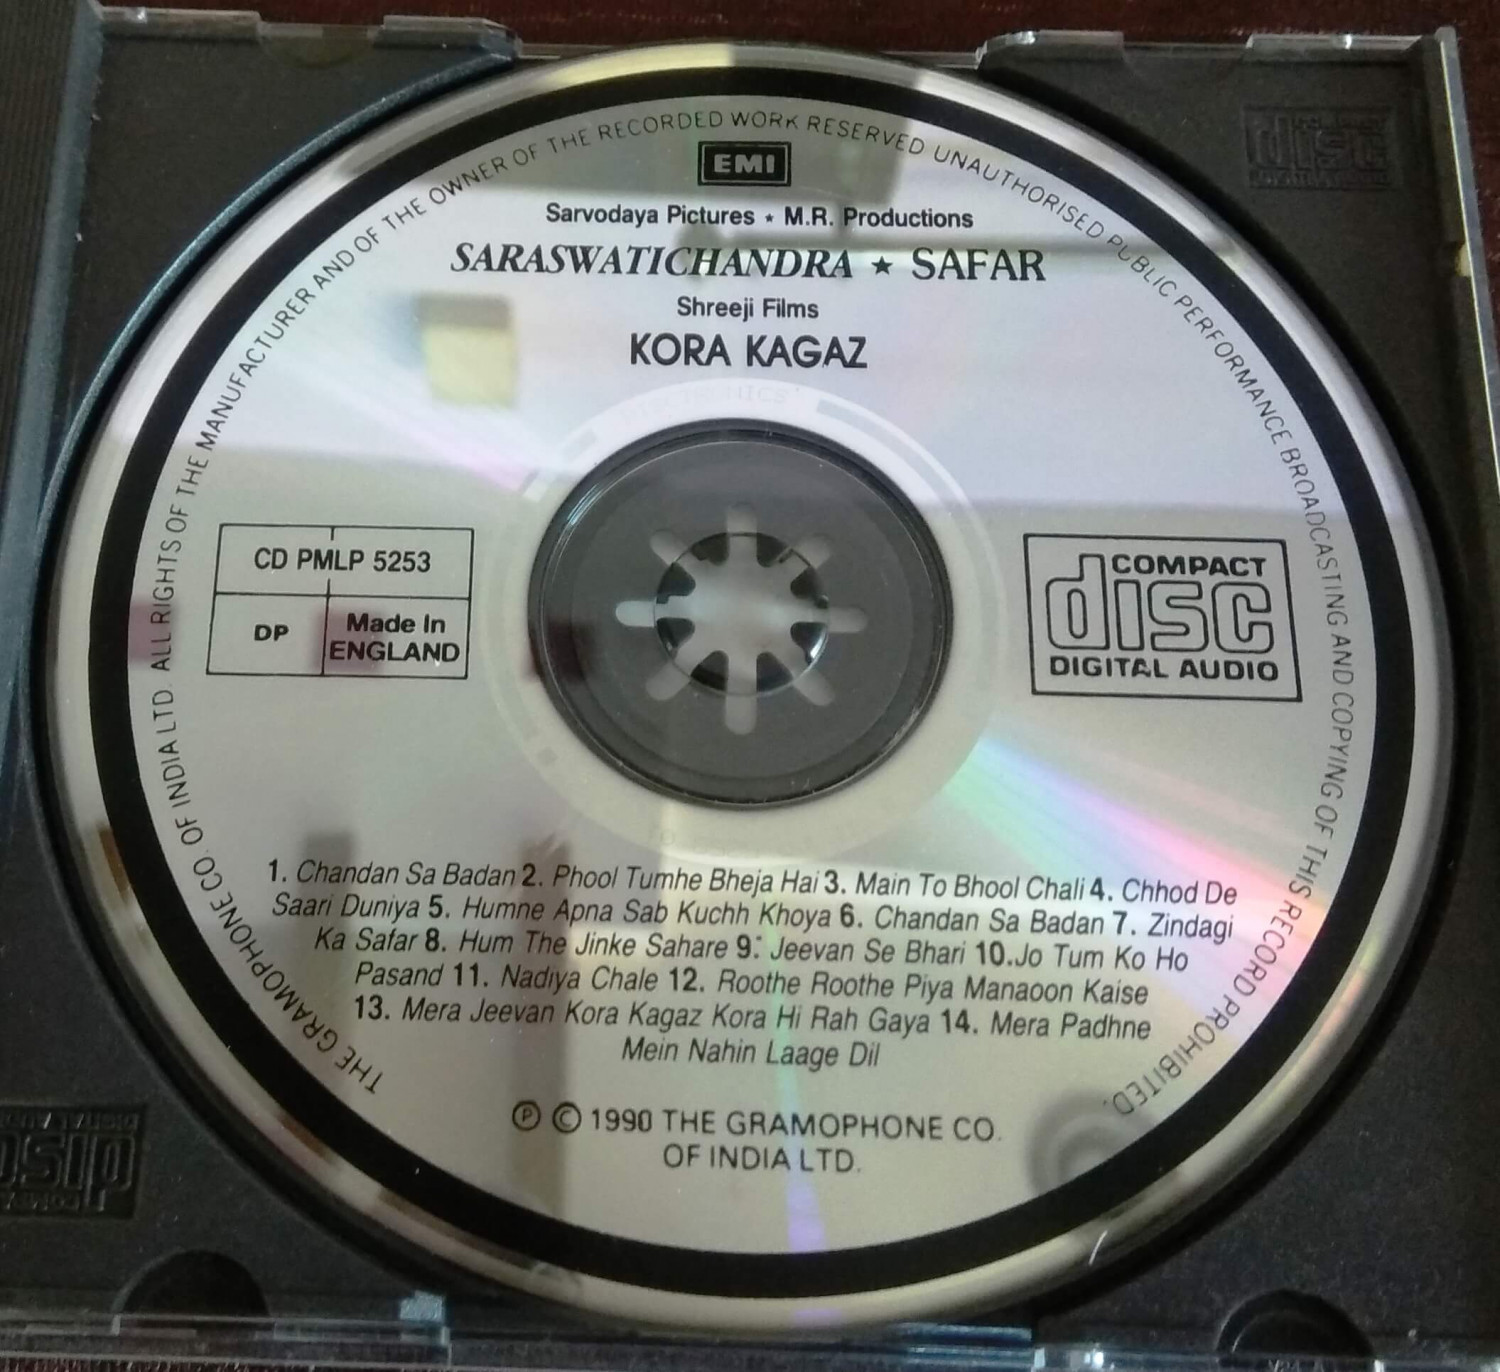 THE GRAMOPHONE CO. OF INDIA LTD. ALL RIGHTS OF THE MANUFACTURER AND OF THE OWNER OF THE RECORDED WORK RESERVED UNAUTHORISED PUBLIC PERFORMANCE BROADCASTING AND COPYING OF THIS RECORD PROHIBITED.
EMI
Sarvodaya Pictures ⋆ M.R. Productions
SARASWATICHANDRA ★ SAFAR
Shreeji Films
KORA KAGAZ
CD PMLP 5253
DP
Made In
ENGLAND
COMPACT
disc
DIGITAL AUDIO
1. Chandan Sa Badan 2. Phool Tumhe Bheja Hai 3. Main To Bhool Chali 4. Chhod De
Saari Duniya 5. Humne Apna Sab Kuchh Khoya 6. Chandan Sa Badan 7. Zindagi
Ka Safar 8. Hum The Jinke Sahare 9. Jeevan Se Bhari 10.Jo Tum Ko Ho
Pasand 11. Nadiya Chale 12. Roothe Roothe Piya Manaoon Kaise
13. Mera Jeevan Kora Kagaz Kora Hi Rah Gaya 14. Mera Padhne
Mein Nahin Laage Dil
℗ © 1990 THE GRAMOPHONE CO.
OF INDIA LTD.
disc
disc